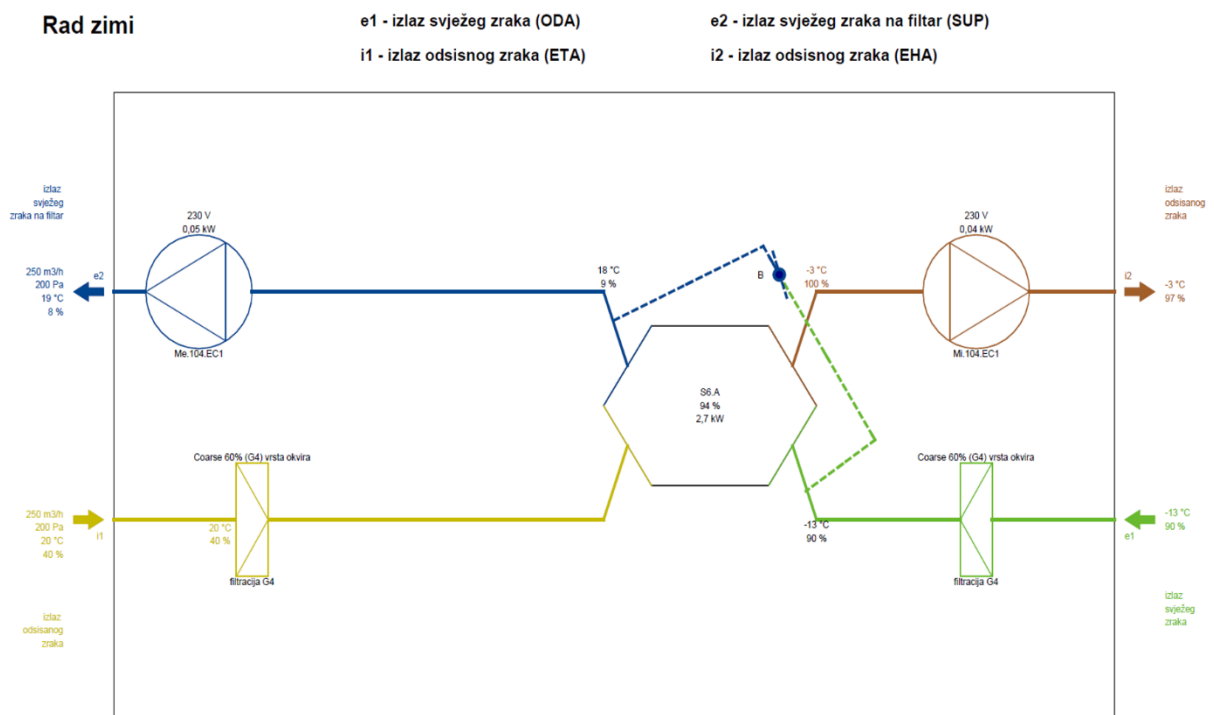 Rad zimi
e1 - izlaz svježeg zraka (ODA)
e2 - izlaz svježeg zraka na filtar (SUP)
i1 - izlaz odsisnog zraka (ETA)
i2 - izlaz odsisnog zraka (EHA)
izlaz
svježeg
zraka na filtar
230 V
0,05 kW
230 V
0,04 kW
izlaz
odsisanog
zraka
250 m3/h
200 Pa
19 °C
8 %
e2
18 °C
9 %
B
-3 °C
100 %
i2
-3 °C
97 %
Me.104.EC1
Mi.104.EC1
S6.A
94 %
2,7 kW
Coarse 60% (G4) vrsta okvira
Coarse 60% (G4) vrsta okvira
250 m3/h
200 Pa
20 °C
40 %
i1
20 °C
40 %
-13 °C
90 %
-13 °C
90 %
e1
filtracija G4
filtracija G4
izlaz
odsisanog
zraka
izlaz
svježeg
zraka